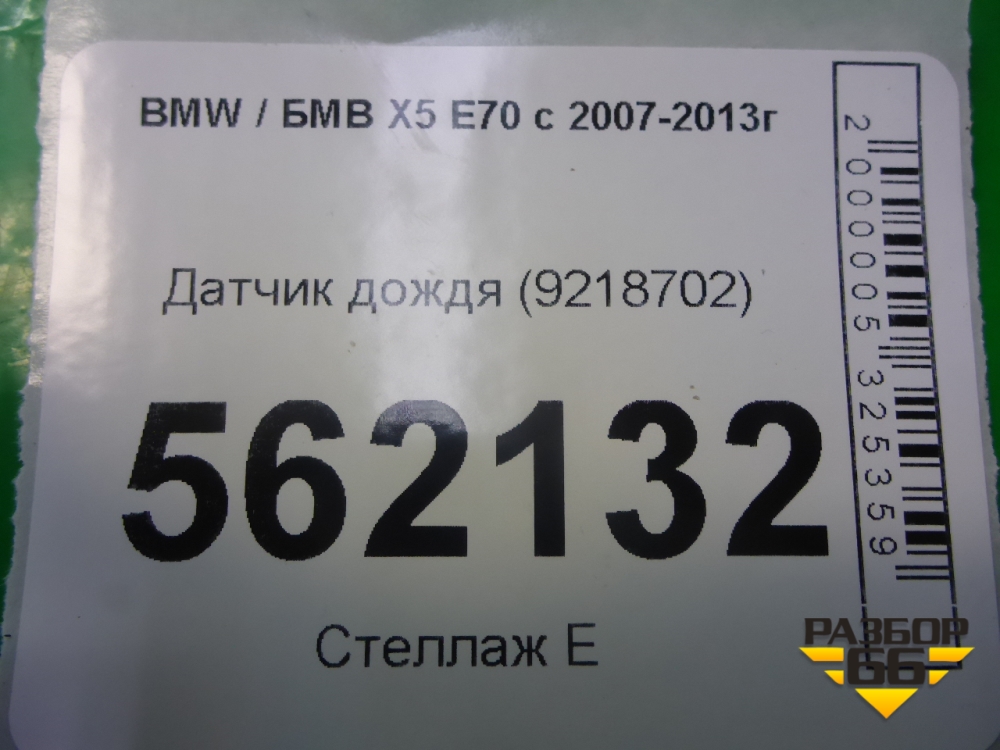 BMW / БМВ X5 E70 с 2007-2013г
Датчик дождя (9218702)
562132
Стеллаж Е
2000005325359
РАЗБОР
66